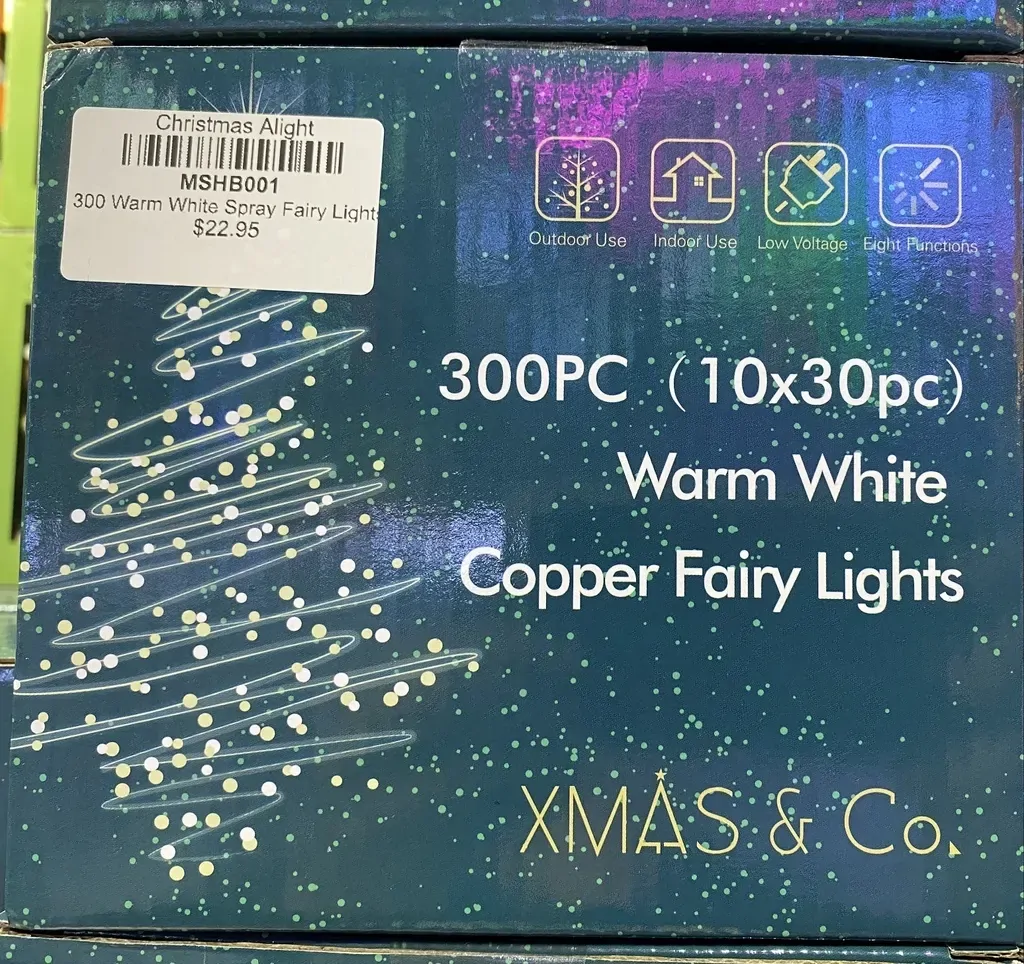 Christmas Alight
MSHB001
300 Warm White Spray Fairy Light
$22.95
Outdoor Use
Indoor Use
Low Voltage
Eight Functions
300PC (10x30pc)
Warm White
Copper Fairy Lights
XMAS & Co.